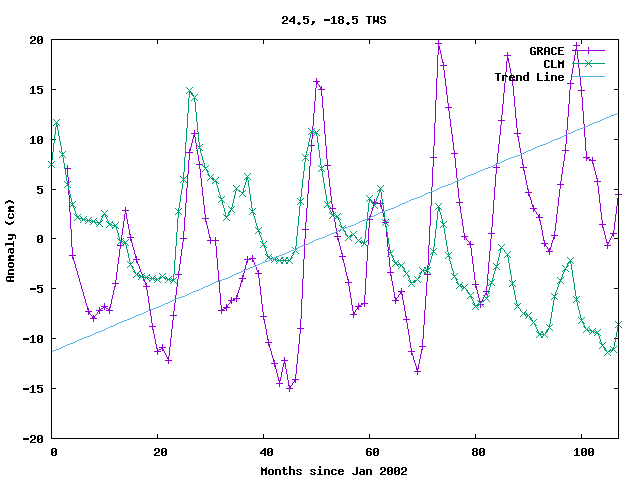 24.5, -18.5 TWS
GRACE
CLM
Trend Line
20
15
10
5
0
-5
-10
-15
-20
Anomaly (cm)
0 20 40 60 80 100
Months since Jan 2002